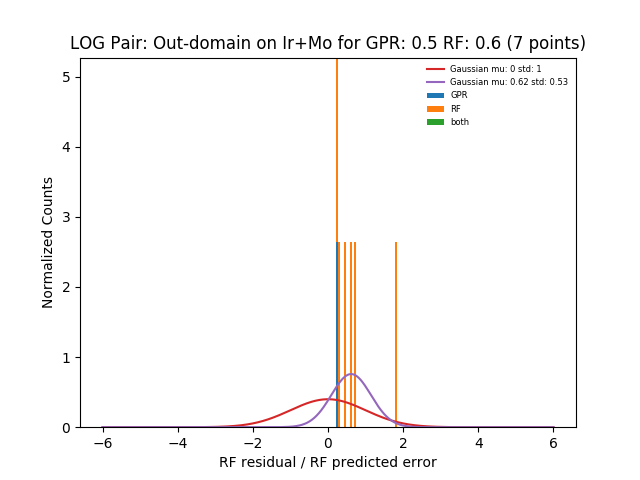 LOG Pair: Out-domain on Ir+Mo for GPR: 0.5 RF: 0.6 (7 points)
Gaussian mu: 0 std: 1
Gaussian mu: 0.62 std: 0.53
GPR
RF
both
Normalized Counts
5
4
3
2
1
0
−6 −4 −2 0 2 4 6
RF residual / RF predicted error